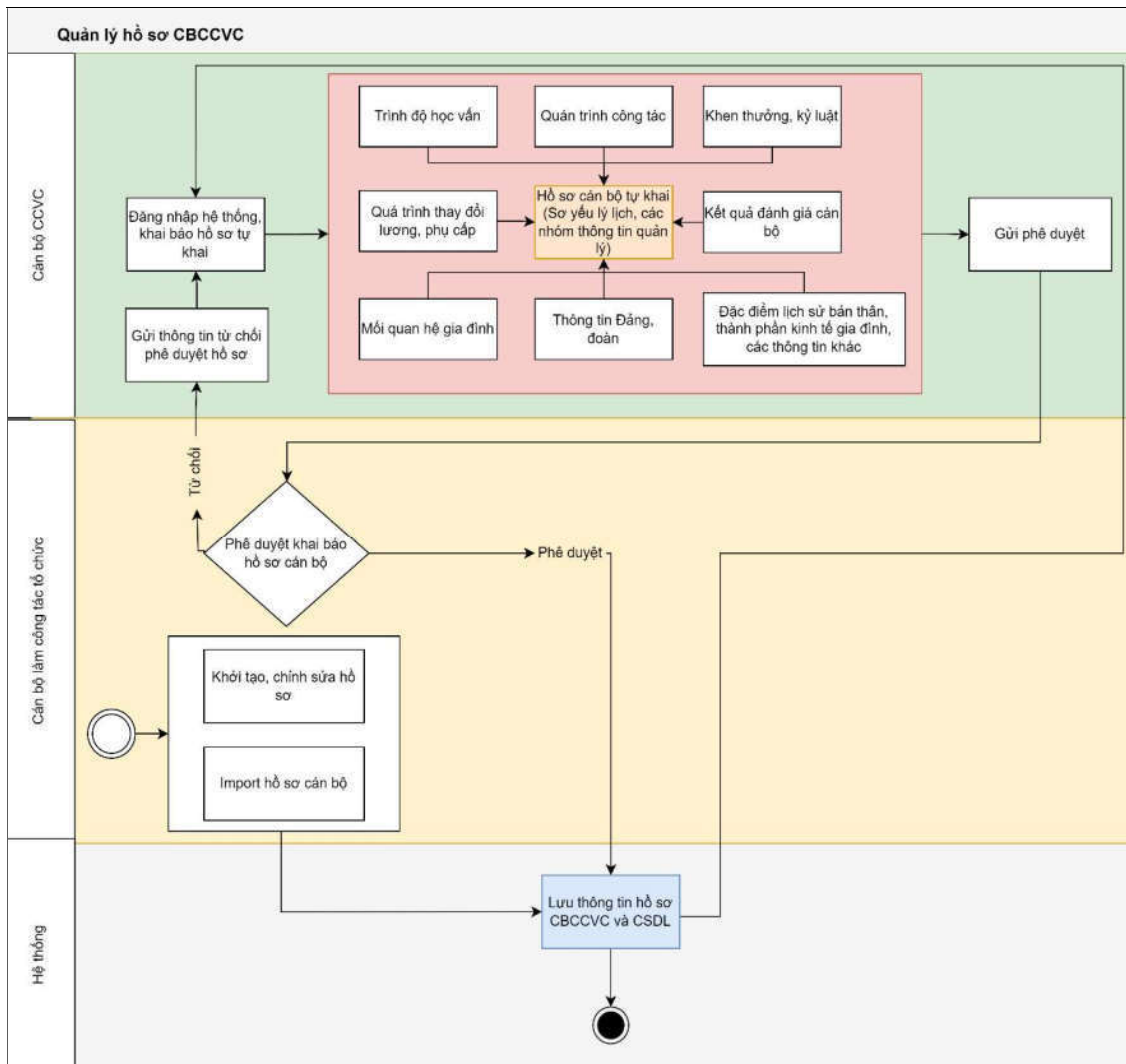 Quản lý hồ sơ CBCCVC
Cán bộ CCVC
Trình độ học vấn
Quán trình công tác
Khen thưởng, kỷ luật
Đăng nhập hệ thống,
khai báo hồ sơ tự
khai
Quá trình thay đổi
lương, phụ cấp
Hồ sơ cán bộ tự khai
(Sơ yếu lý lịch, các
nhóm thông tin quản
lý)
Kết quả đánh giá cán
bộ
Gửi phê duyệt
Gửi thông tin từ chối
phê duyệt hồ sơ
Mối quan hệ gia đình
Thông tin Đảng,
đoàn
Đặc điểm lịch sử bản thân,
thành phần kinh tế gia đình,
các thông tin khác
Cán bộ làm công tác tổ chức
Từ chối
Phê duyệt khai báo
hồ sơ cán bộ
Phê duyệt
Khởi tạo, chỉnh sửa hồ
sơ
Import hồ sơ cán bộ
Hệ thống
Lưu thông tin hồ sơ
CBCCVC và CSDL